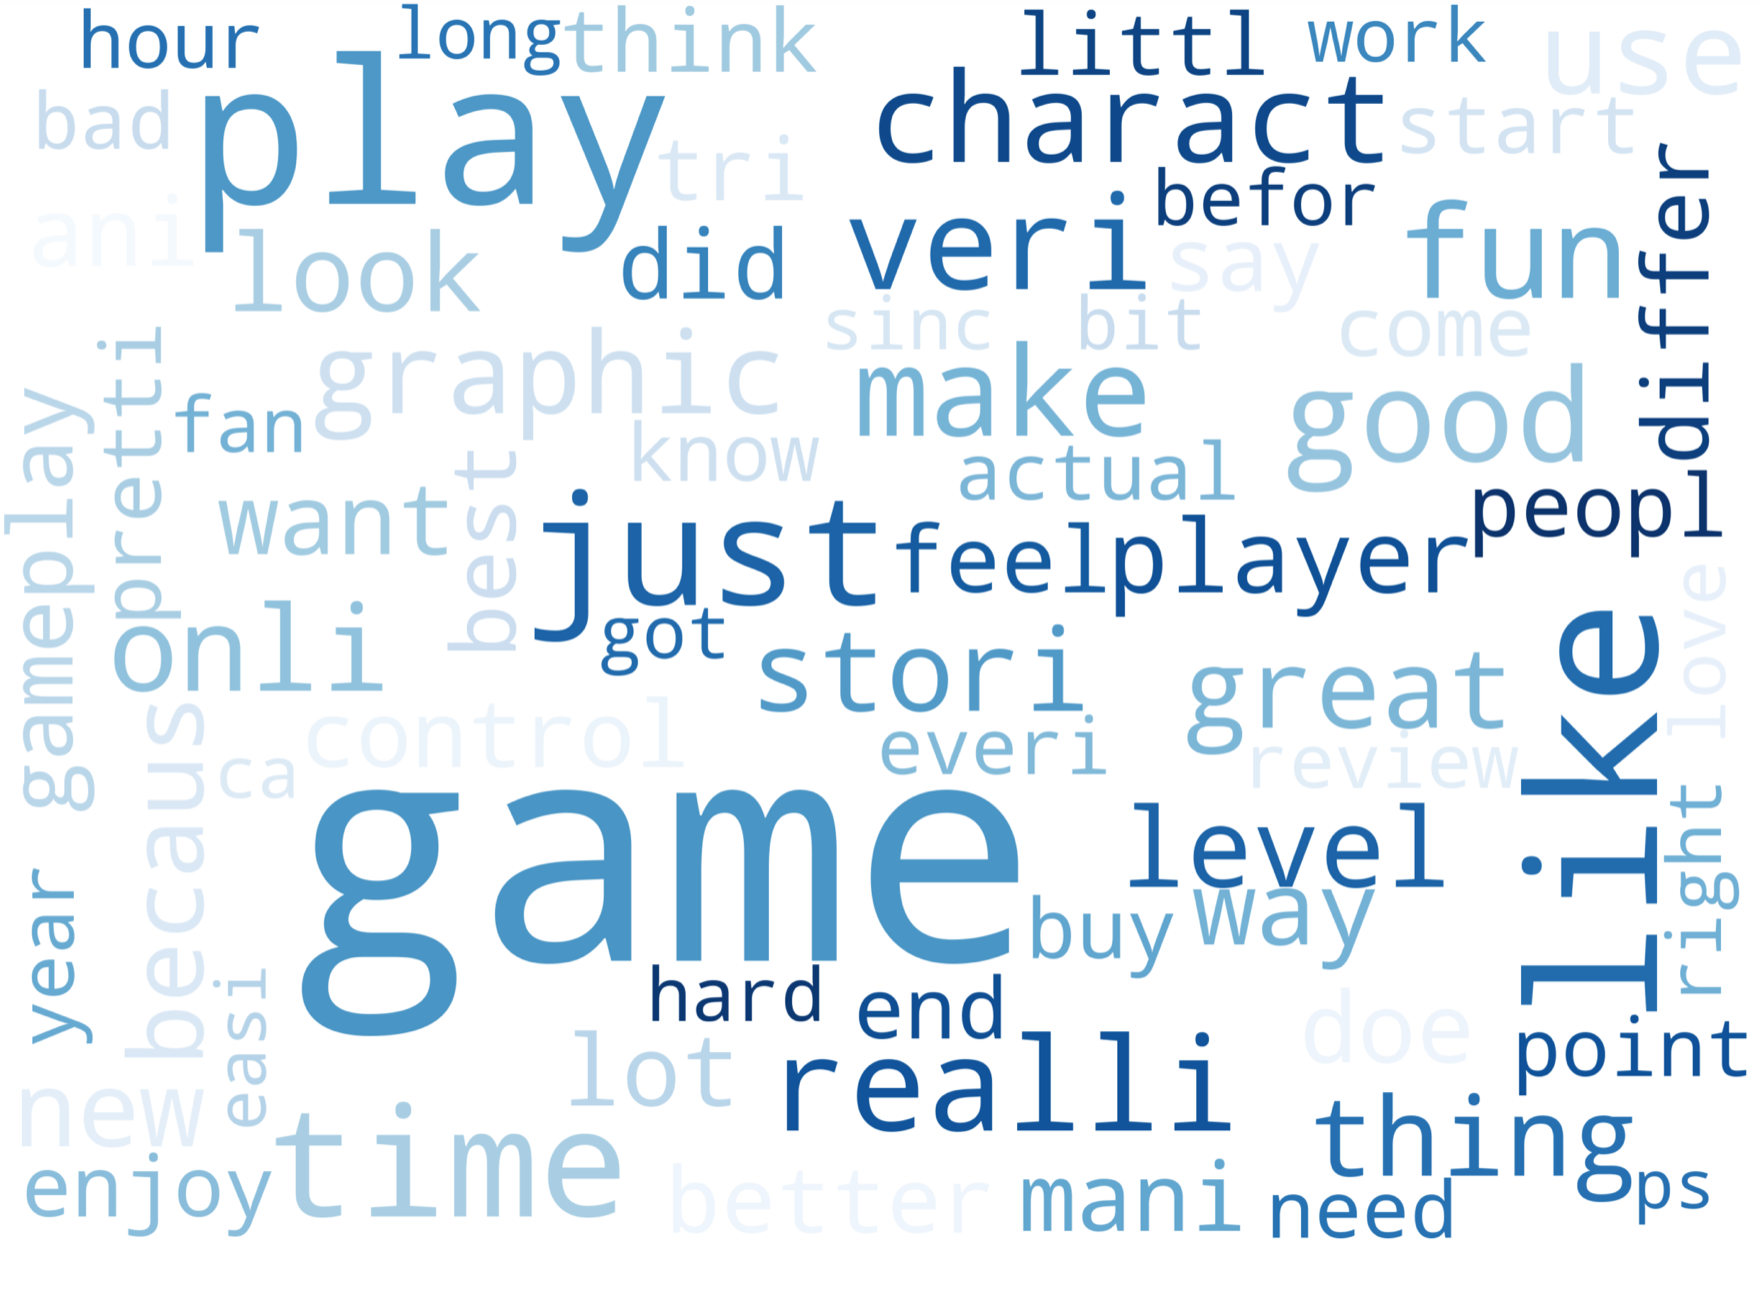 hour
long
think
littl
work
use
bad
play
tri
charact
start
ani
look
did
veri
befor
say
fun
differ
sinc
bit
come
pretti
graphic
make
good
gameplay
fan
know
actual
best
want
just
feel
player
peopl
onli
got
stori
great
love
like
becaus
control
ca
everi
review
right
game
level
year
buy
way
easi
hard
end
doe
point
new
lot
realli
time
thing
enjoy
better
mani
need
ps